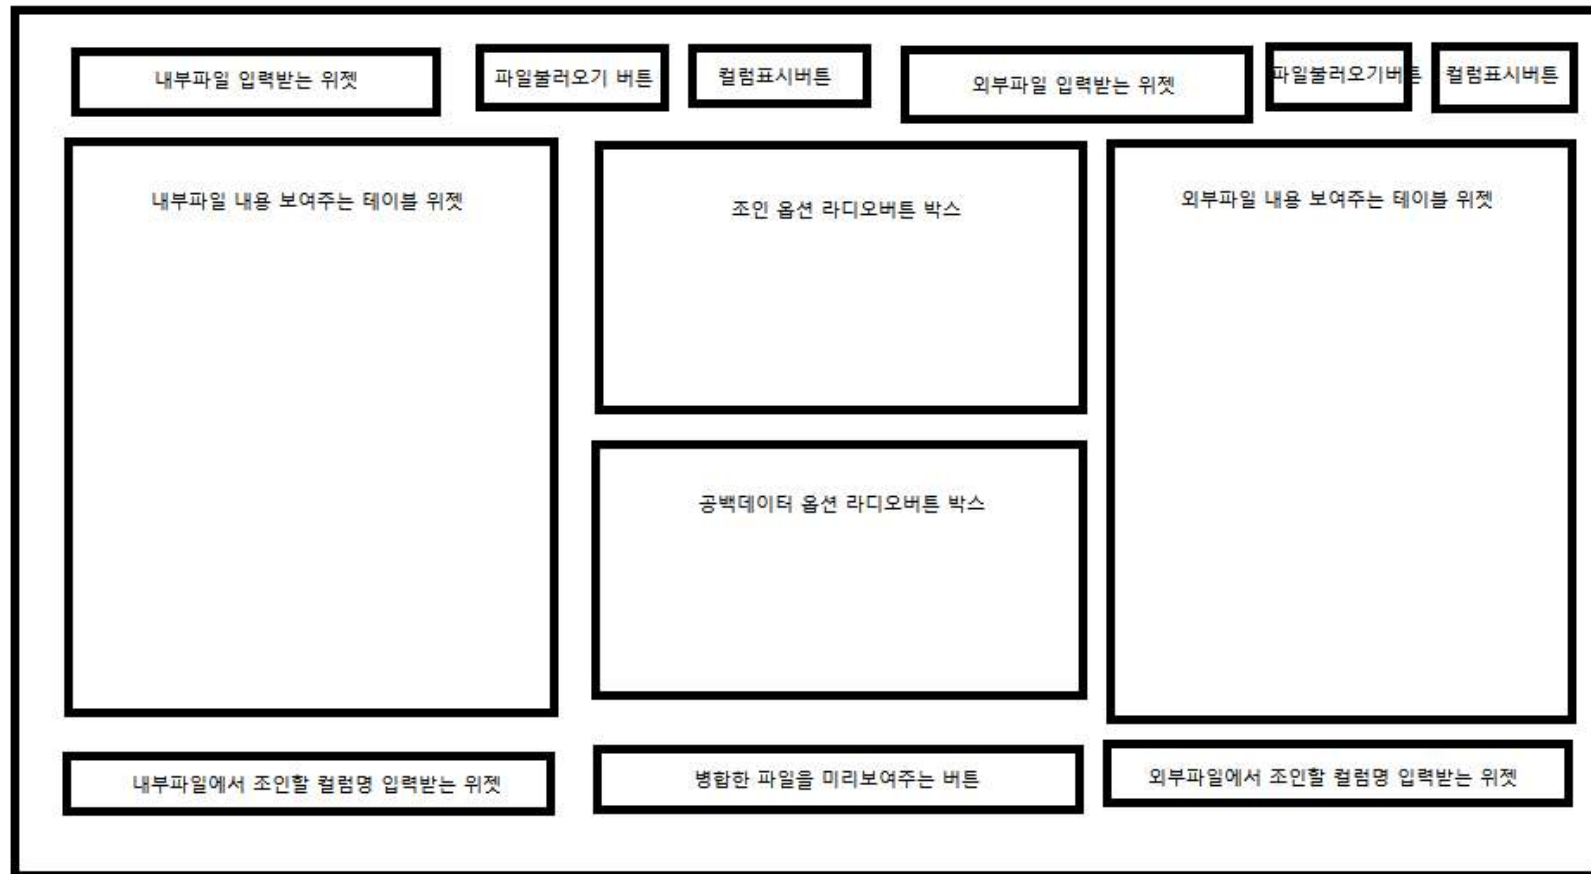 내부파일 입력받는 위젯
파일불러오기 버튼
컬럼표시버튼
외부파일 입력받는 위젯
파일불러오기버튼
컬럼표시버튼
내부파일 내용 보여주는 테이블 위젯
조인 옵션 라디오버튼 박스
외부파일 내용 보여주는 테이블 위젯
공백데이터 옵션 라디오버튼 박스
내부파일에서 조인할 컬럼명 입력받는 위젯
병합한 파일을 미리보여주는 버튼
외부파일에서 조인할 컬럼명 입력받는 위젯